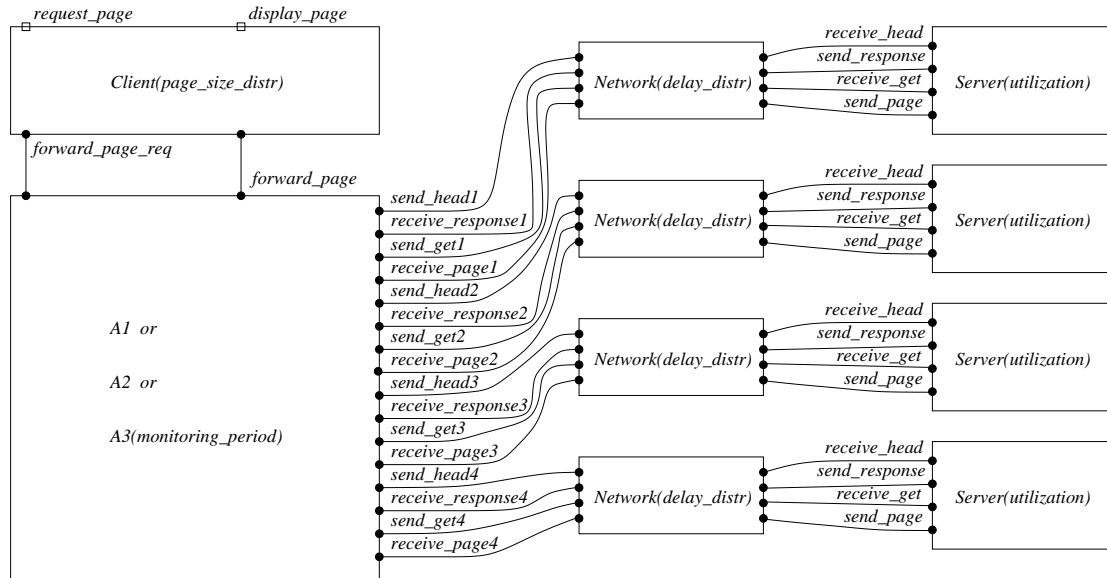 request_page
display_page
Client(page_size_distr)
forward_page_req
forward_page
A1 or
A2 or
A3(monitoring_period)
send_head1
receive_response1
send_get1
receive_page1
send_head2
receive_response2
send_get2
receive_page2
send_head3
receive_response3
send_get3
receive_page3
send_head4
receive_response4
send_get4
receive_page4
Network(delay_distr)
receive_head
send_response
receive_get
send_page
Server(utilization)
Network(delay_distr)
receive_head
send_response
receive_get
send_page
Server(utilization)
Network(delay_distr)
receive_head
send_response
receive_get
send_page
Server(utilization)
Network(delay_distr)
receive_head
send_response
receive_get
send_page
Server(utilization)